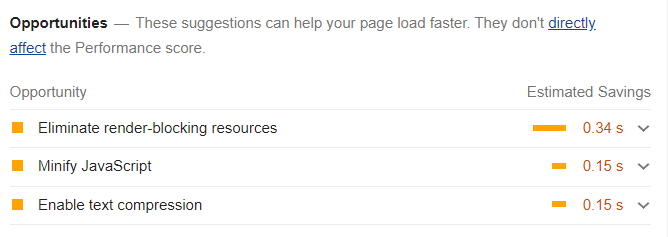 Opportunities — These suggestions can help your page load faster. They don't directly
affect the Performance score.
Opportunity Estimated Savings
Eliminate render-blocking resources 0.34 s
Minify JavaScript 0.15 s
Enable text compression 0.15 s